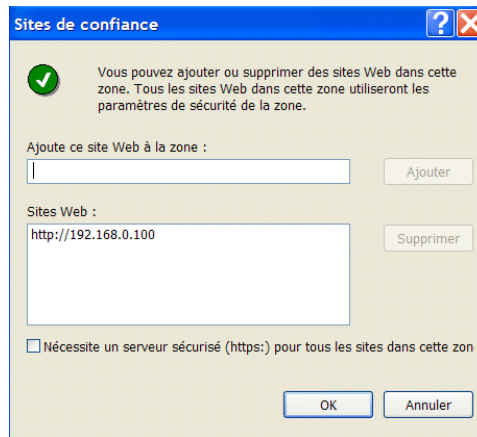 Sites de confiance
Vous pouvez ajouter ou supprimer des sites Web dans cette
zone. Tous les sites Web dans cette zone utiliseront les
paramètres de sécurité de la zone.
Ajoute ce site Web à la zone :
Ajouter
Sites Web :
http://192.168.0.100
Supprimer
Nécessite un serveur sécurisé (https:) pour tous les sites dans cette zon
OK
Annuler